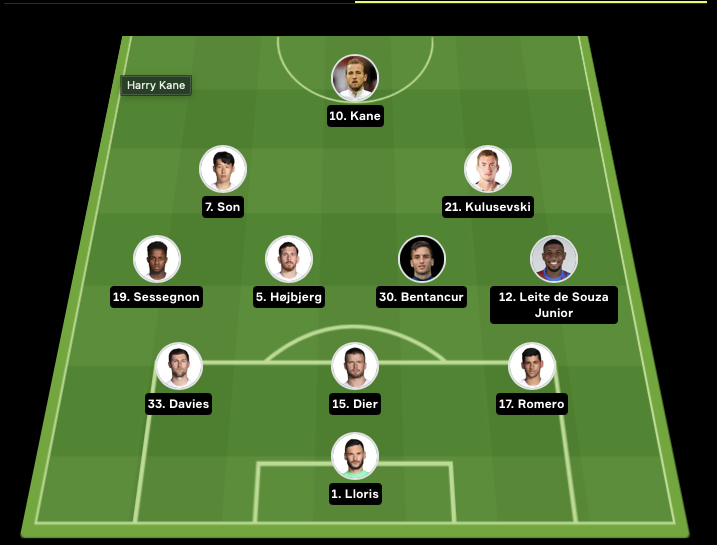 Harry Kane
10. Kane
7. Son
21. Kulusevski
19. Sessegnon
5. Højbjerg
30. Bentancur
12. Leite de Souza
Junior
33. Davies
15. Dier
17. Romero
1. Lloris